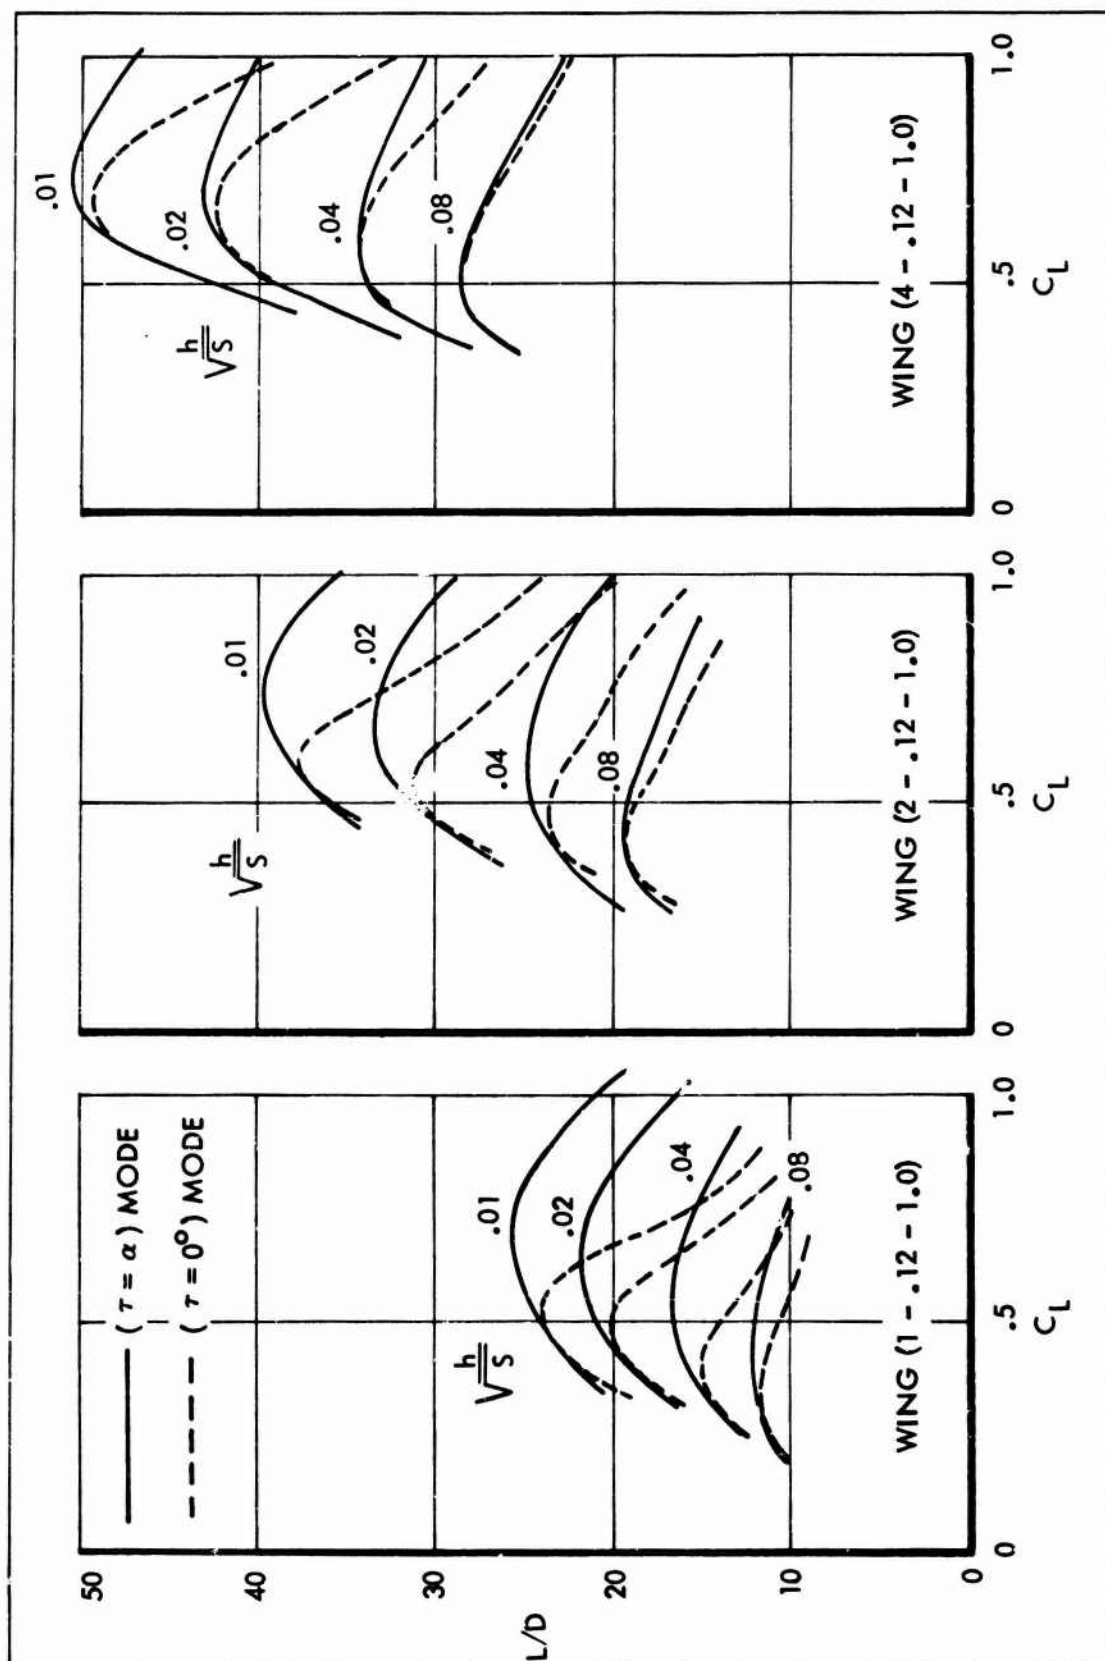 ( τ = α ) MODE
( τ = 0° ) MODE
L/D
50
40
30
20
10
0
h
√S
.01
.02
.04
.08
0
.5
1.0
C_L
WING (1 - .12 - 1.0)
h
√S
.01
.02
.04
.08
0
.5
1.0
C_L
WING (2 - .12 - 1.0)
h
√S
.01
.02
.04
.08
0
.5
1.0
C_L
WING (4 - .12 - 1.0)